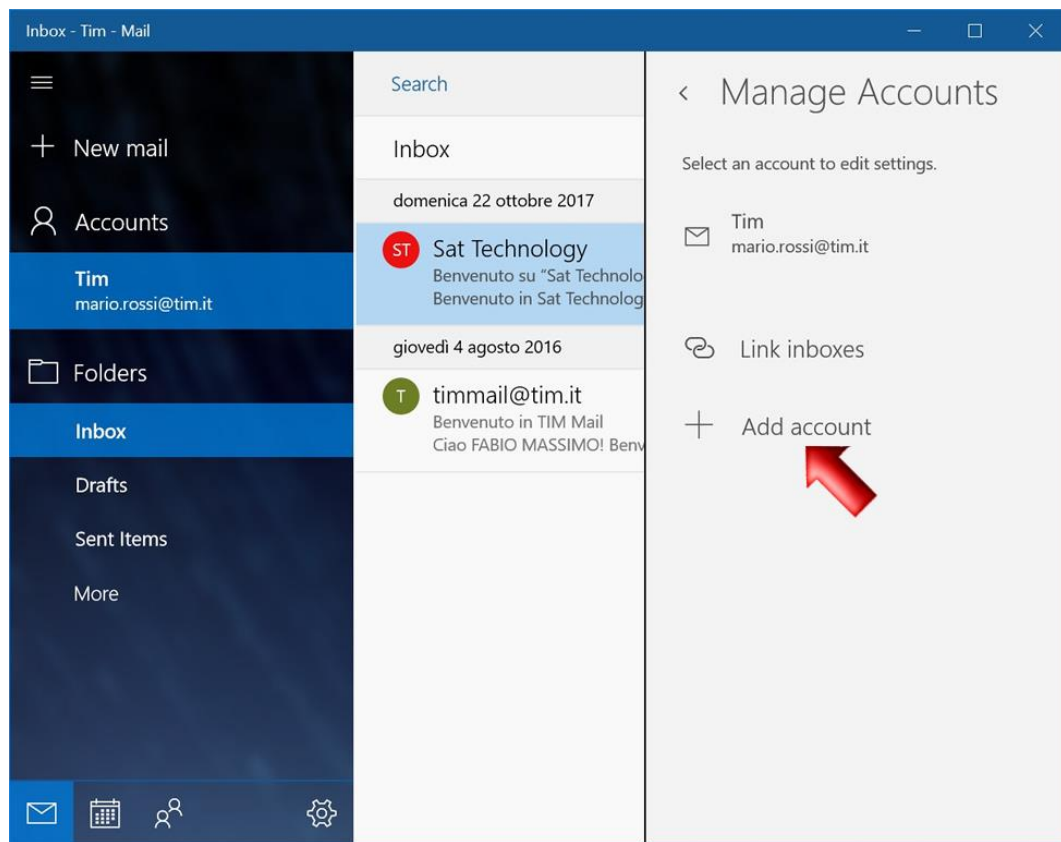 Inbox - Tim - Mail
New mail
Accounts
Tim
mario.rossi@tim.it
Folders
Inbox
Drafts
Sent Items
More
Search
Inbox
domenica 22 ottobre 2017
ST
Sat Technology
Benvenuto su “Sat Technolo
Benvenuto in Sat Technolog
giovedì 4 agosto 2016
T
timmail@tim.it
Benvenuto in TIM Mail
Ciao FABIO MASSIMO! Benv
Manage Accounts
Select an account to edit settings.
Tim
mario.rossi@tim.it
Link inboxes
Add account